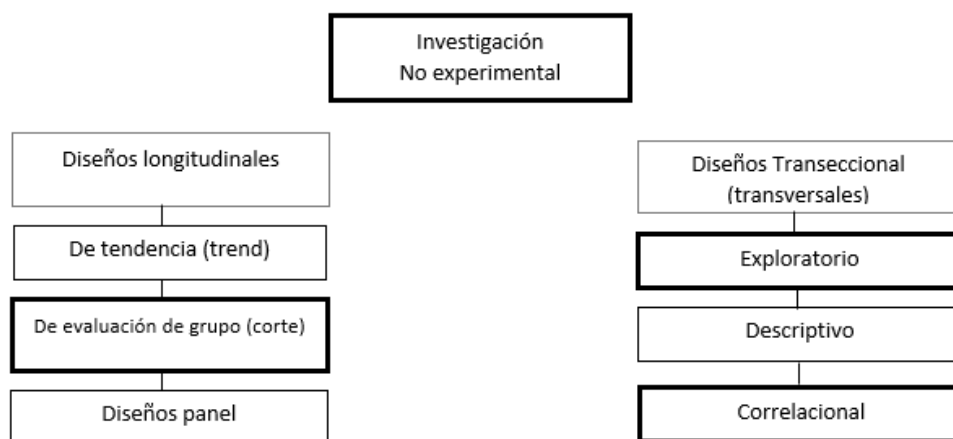 Investigación
No experimental
Diseños longitudinales
De tendencia (trend)
De evaluación de grupo (corte)
Diseños panel
Diseños Transeccional
(transversales)
Exploratorio
Descriptivo
Correlacional